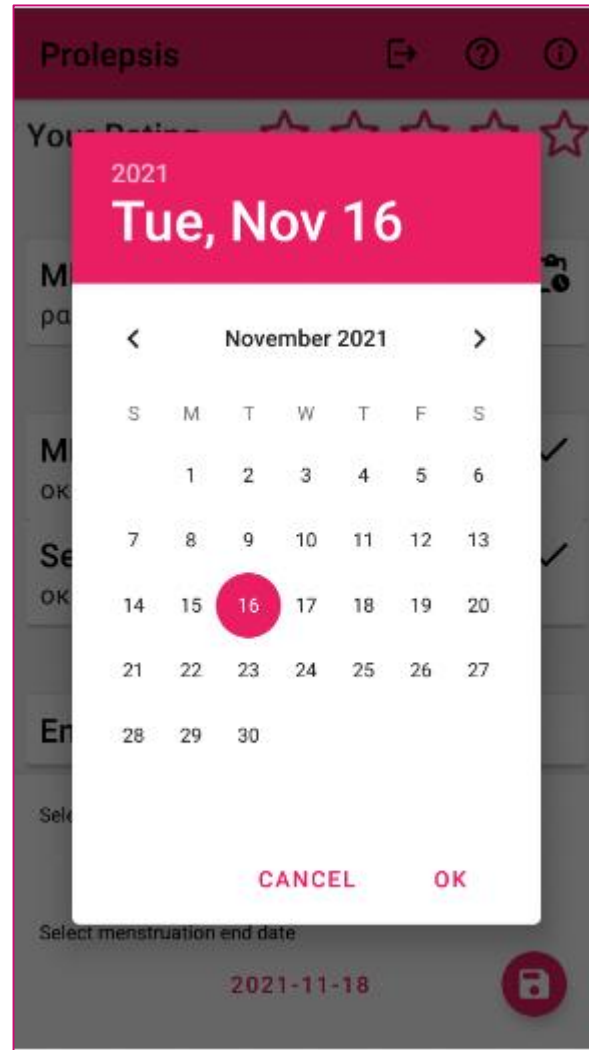 Prolepsis
2021
Tue, Nov 16
November 2021
S M T W T F S
1 2 3 4 5 6
7 8 9 10 11 12 13
14 15 16 17 18 19 20
21 22 23 24 25 26 27
28 29 30
CANCEL OK
Select menstruation end date
2021-11-18